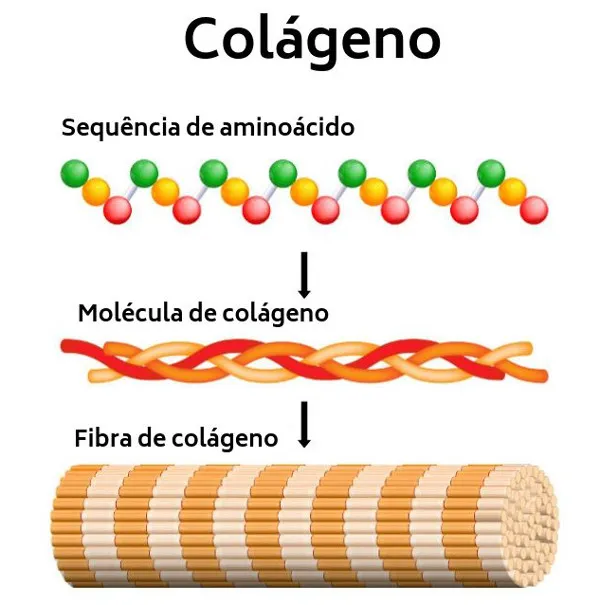 Colágeno
Sequência de aminoácido
Molécula de colágeno
Fibra de colágeno